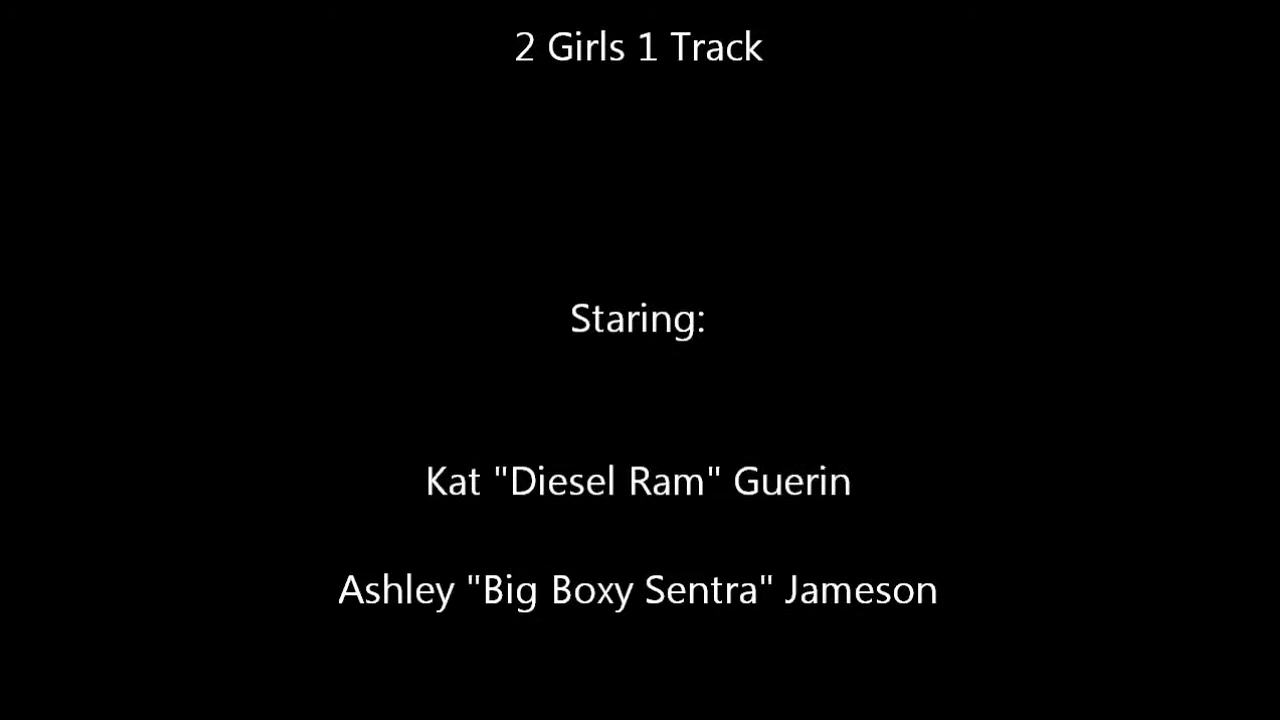 2 Girls 1 Track
Staring:
Kat "Diesel Ram" Guerin
Ashley "Big Boxy Sentra" Jameson